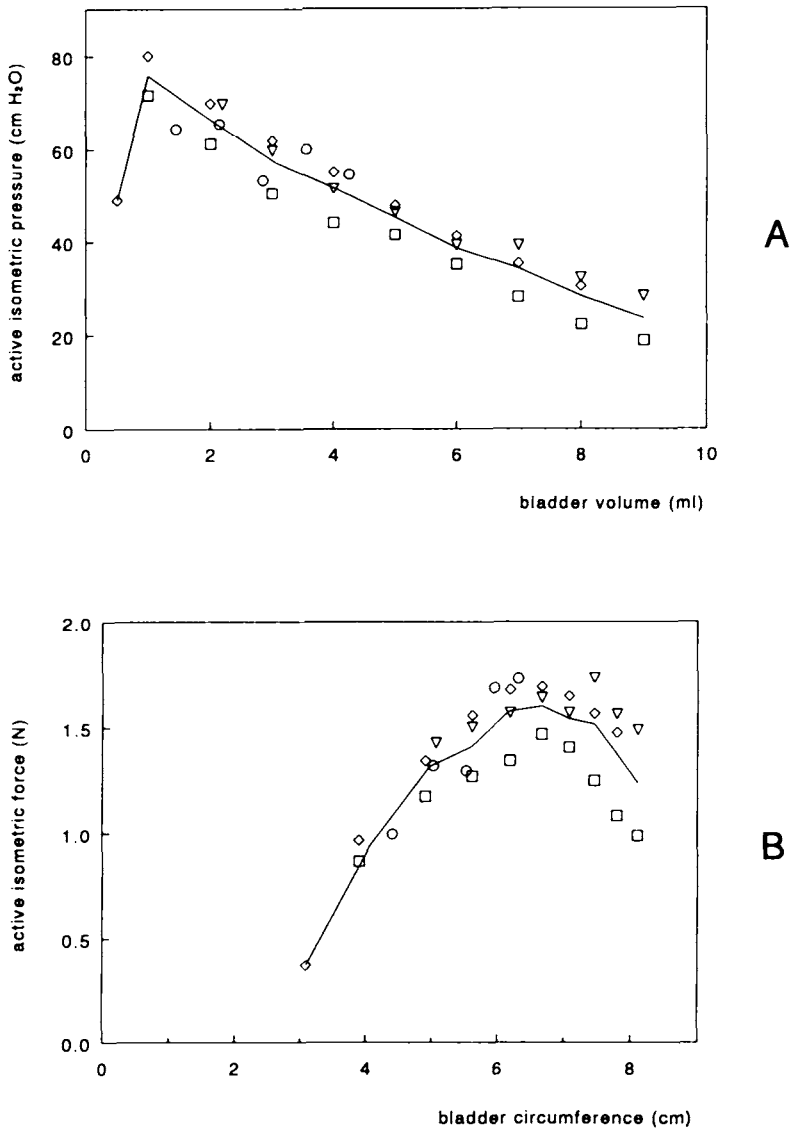 80
60
40
20
0
0 2 4 6 8 10
active isometric pressure (cm H₂O)
bladder volume (ml)
A
2.0
1.5
1.0
0.5
0.0
0 2 4 6 8
active isometric force (N)
bladder circumference (cm)
B